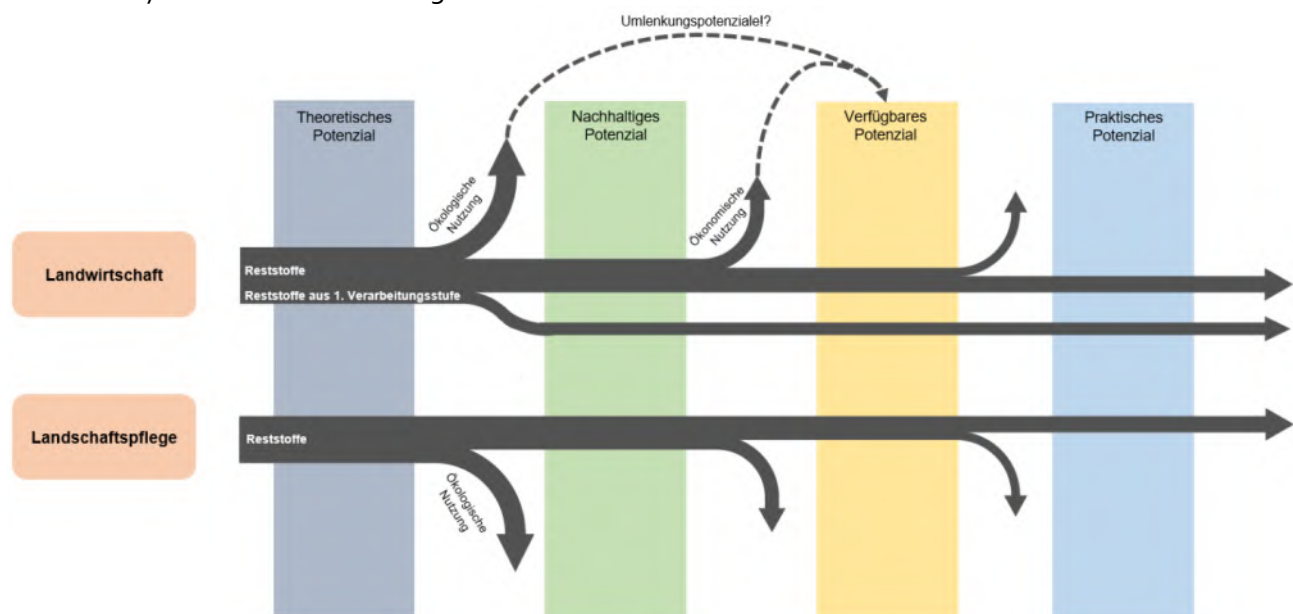 Umlenkungspotenziale!?
Theoretisches
Potenzial
Nachhaltiges
Potenzial
Verfügbares
Potenzial
Praktisches
Potenzial
Ökologische
Nutzung
Ökonomische
Nutzung
Landwirtschaft
Reststoffe
Reststoffe aus 1. Verarbeitungsstufe
Landschaftspflege
Reststoffe
Ökologische
Nutzung